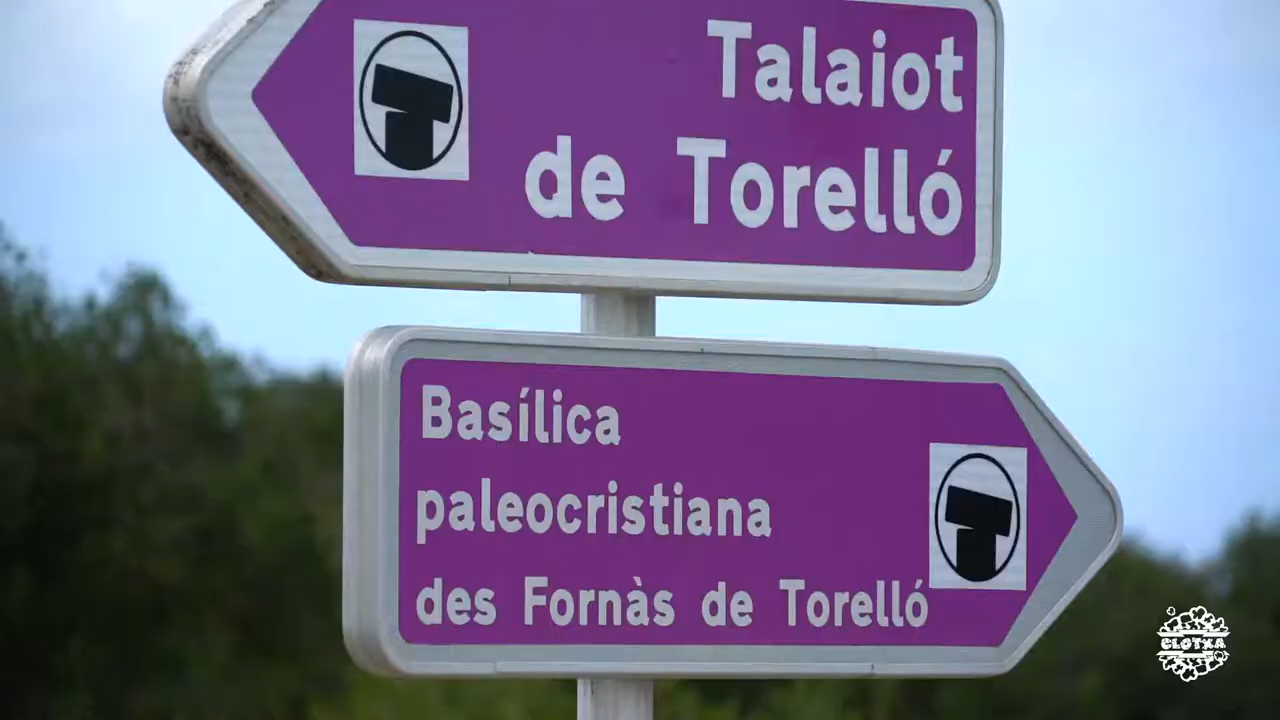 Talaiot
de Torelló
Basílica
paleocristiana
des Fornàs de Torelló
CLOTXA